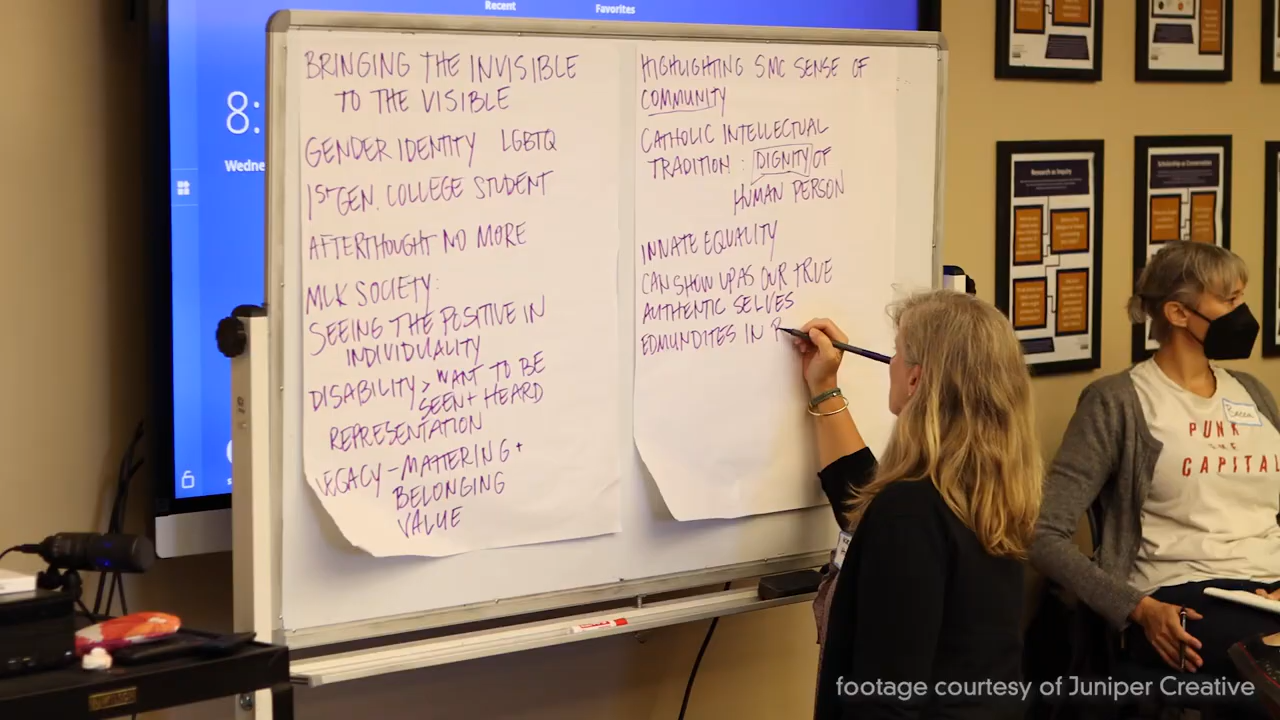 Recent
Favorites
8:
Wedne
BRINGING THE INVISIBLE
TO THE VISIBLE
GENDER IDENTITY LGBTQ
1ST GEN. COLLEGE STUDENT
AFTERTHOUGHT NO MORE
MLK SOCIETY:
SEEING THE POSITIVE IN
INDIVIDUALITY
DISABILITY > WANT TO BE
SEEN + HEARD
REPRESENTATION
LEGACY - MATTERING +
BELONGING
VALUE
HIGHLIGHTING SMC SENSE OF
COMMUNITY
CATHOLIC INTELLECTUAL
TRADITION : DIGNITY OF
HUMAN PERSON
INNATE EQUALITY
CAN SHOW UP AS OUR TRUE
AUTHENTIC SELVES
EDMUNDITES IN
Research as Inquiry
Scholarship as Conversation
PUNK
THE
CAPITAL
footage courtesy of Juniper Creative